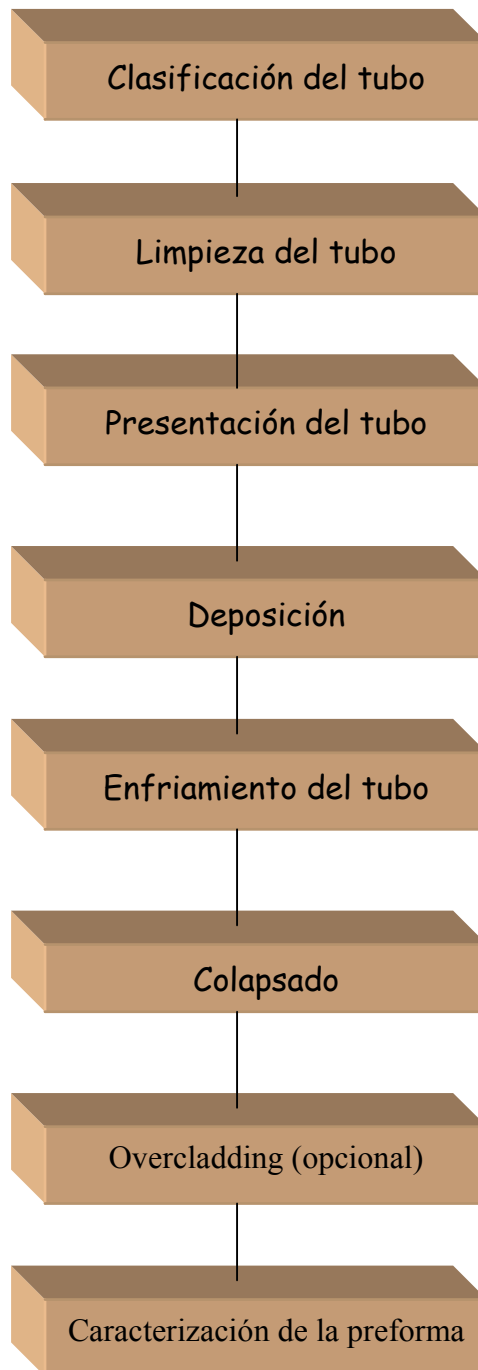 Clasificación del tubo
Limpieza del tubo
Presentación del tubo
Deposición
Enfriamiento del tubo
Colapsado
Overcladding (opcional)
Caracterización de la preforma